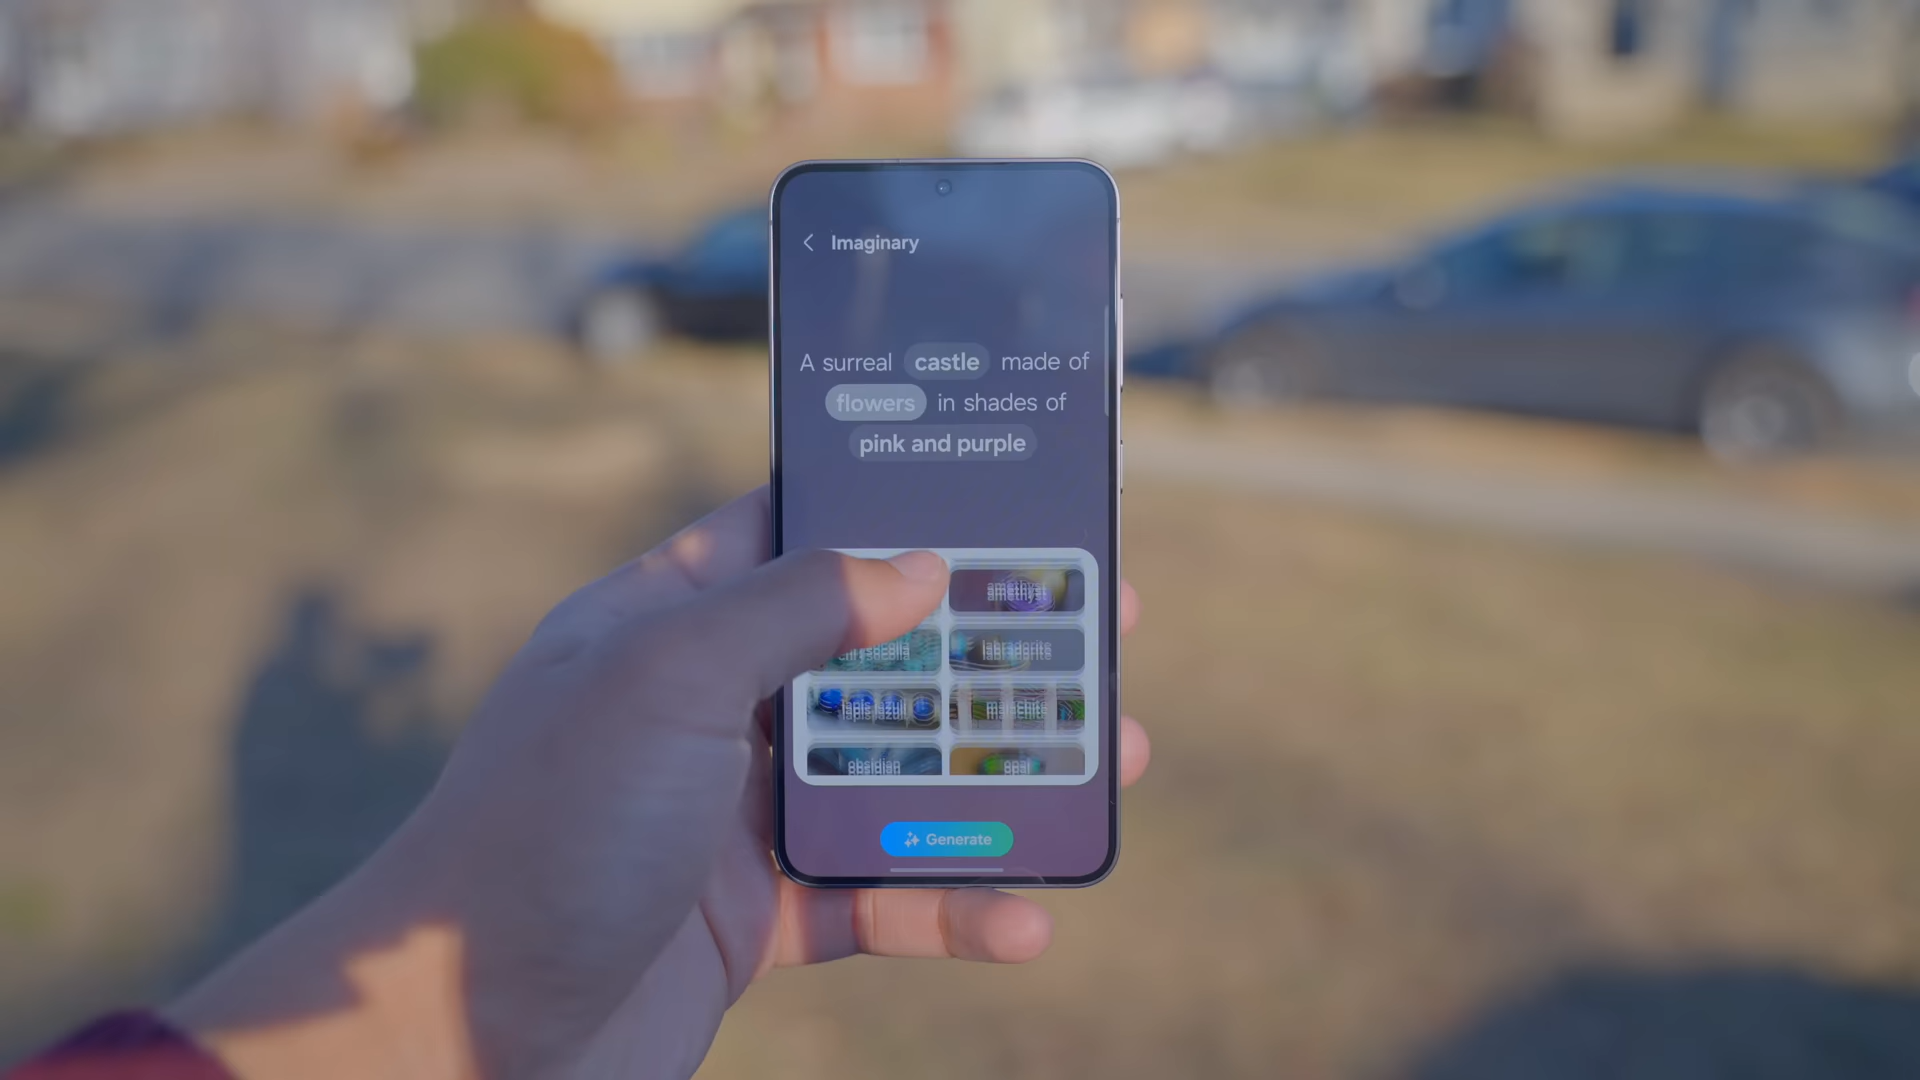 Imaginary
A surreal castle made of
flowers in shades of
pink and purple
amethyst
labradorite
lapis lazuli malachite
obsidian opal
Generate